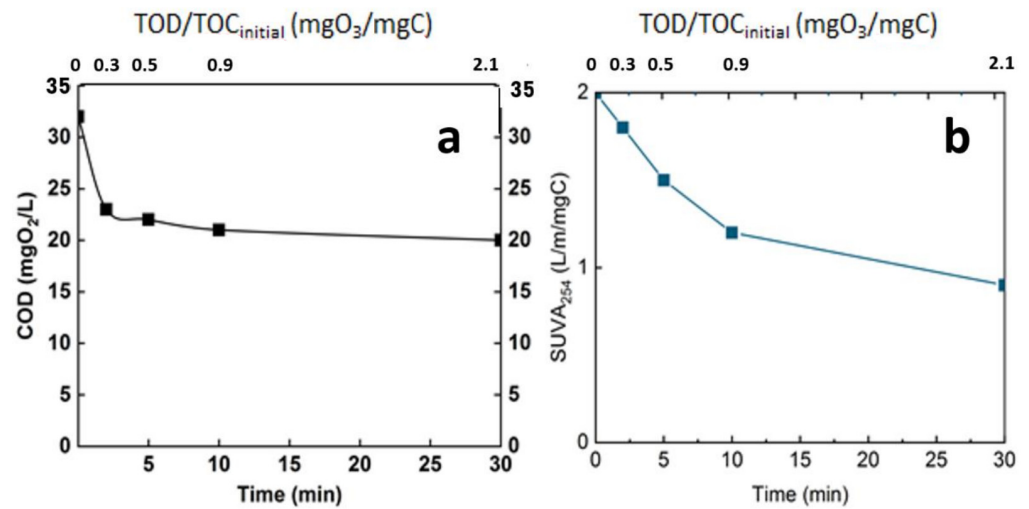 TOD/TOCinitial (mgO3/mgC)
0 0.3 0.5 0.9 2.1
35 35
30 30
25 25
20 20
15 15
10 10
5 5
0 0
5 10 15 20 25 30
COD (mgO2/L)
Time (min)
a
TOD/TOCinitial (mgO3/mgC)
0 0.3 0.5 0.9 2.1
2
1
0
0 5 10 15 20 25 30
SUVA254 (L/m/mgC)
Time (min)
b